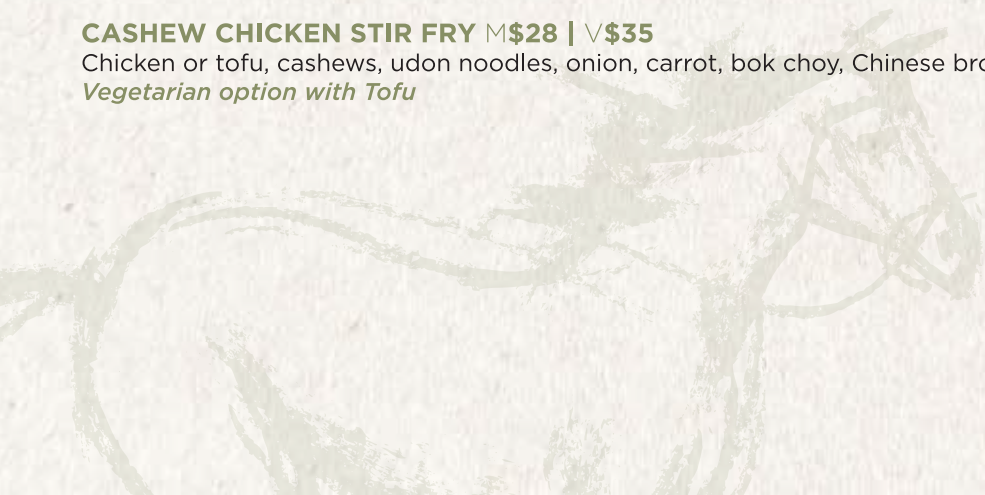 CASHEW CHICKEN STIR FRY M$28 | V$35
Chicken or tofu, cashews, udon noodles, onion, carrot, bok choy, Chinese
Vegetarian option with Tofu